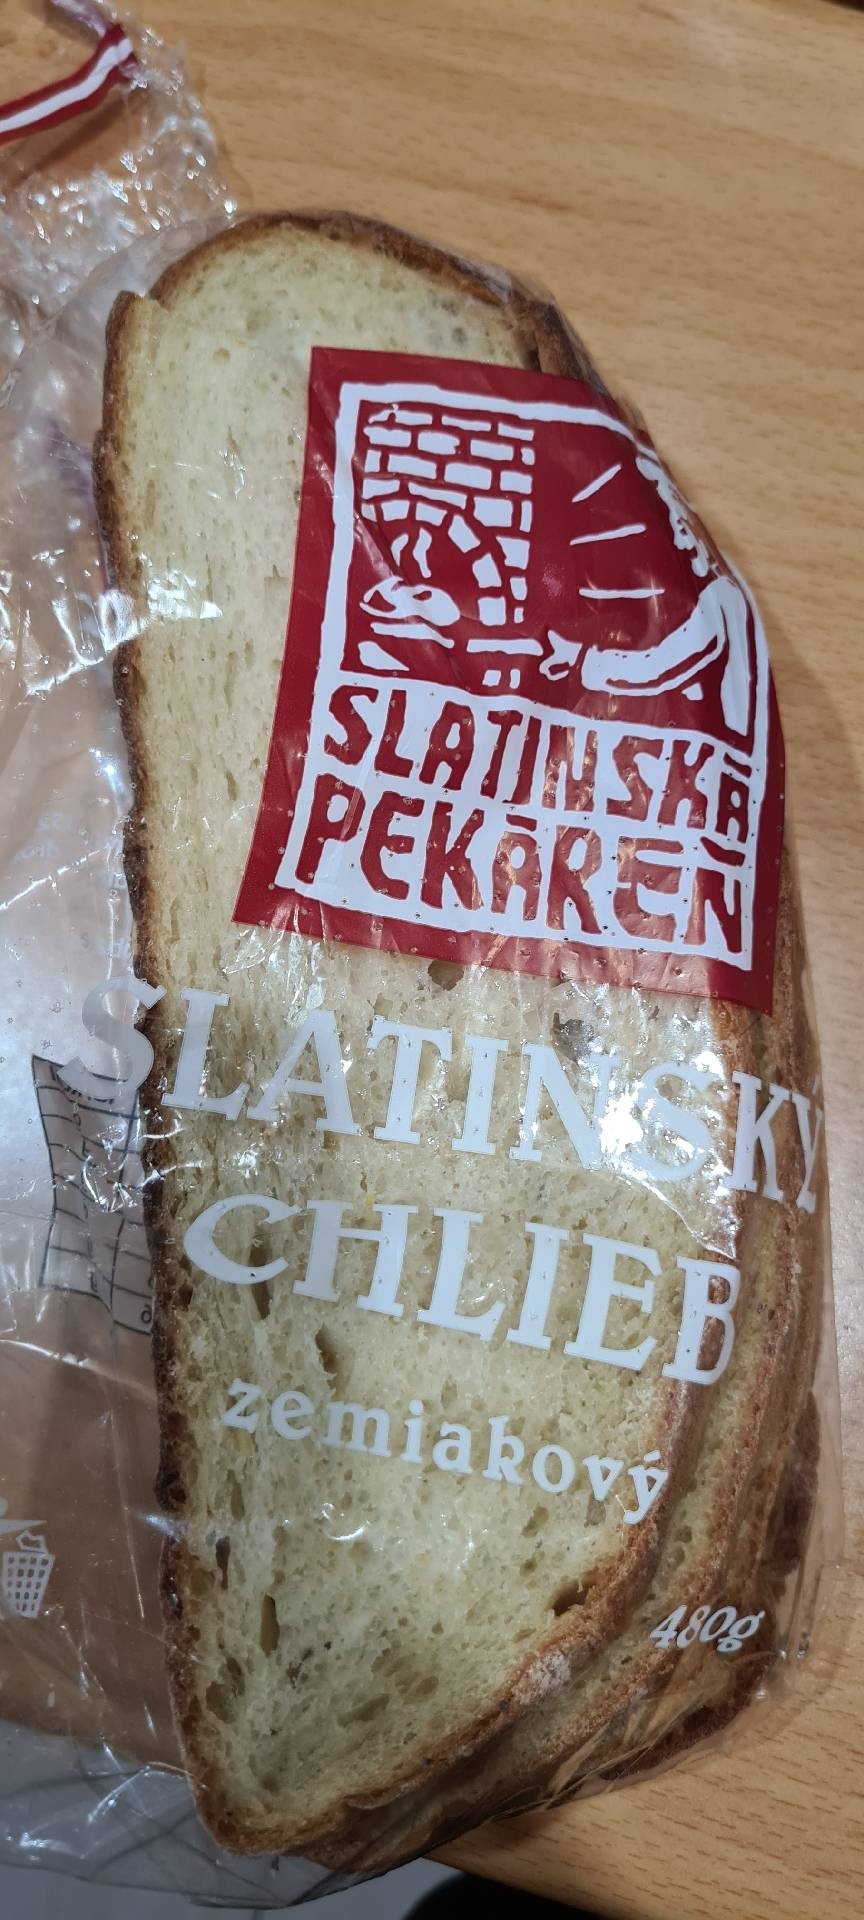 SLATINSKÁ
PEKÁREŇ
SLATINSKÝ
CHLIEB
zemiakový
480g